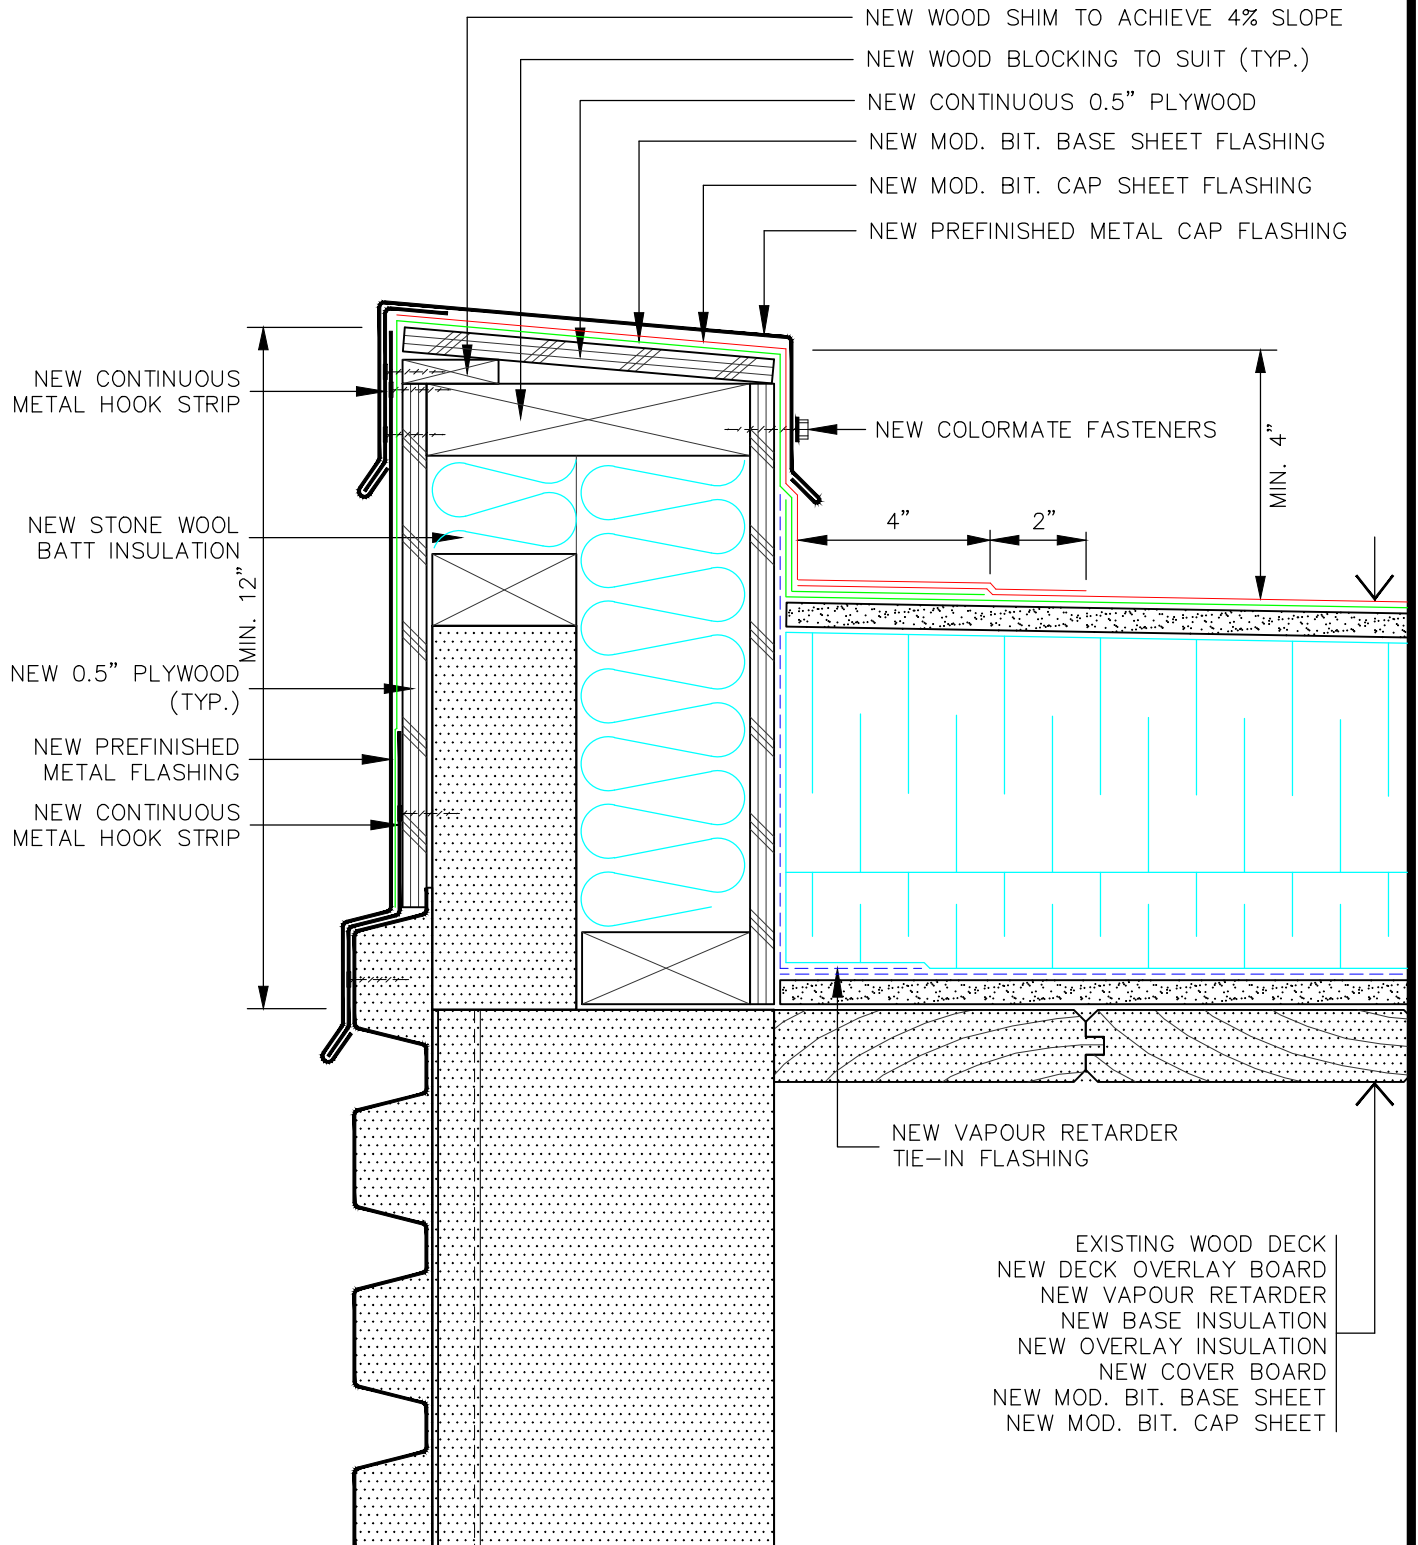 NEW WOOD SHIM TO ACHIEVE 4% SLOPE
NEW WOOD BLOCKING TO SUIT (TYP.)
NEW CONTINUOUS 0.5” PLYWOOD
NEW MOD. BIT. BASE SHEET FLASHING
NEW MOD. BIT. CAP SHEET FLASHING
NEW PREFINISHED METAL CAP FLASHING
NEW CONTINUOUS
METAL HOOK STRIP
NEW COLORMATE FASTENERS
MIN. 4”
4”
2”
NEW STONE WOOL
BATT INSULATION
MIN. 12”
NEW 0.5” PLYWOOD
(TYP.)
NEW PREFINISHED
METAL FLASHING
NEW CONTINUOUS
METAL HOOK STRIP
NEW VAPOUR RETARDER
TIE-IN FLASHING
EXISTING WOOD DECK
NEW DECK OVERLAY BOARD
NEW VAPOUR RETARDER
NEW BASE INSULATION
NEW OVERLAY INSULATION
NEW COVER BOARD
NEW MOD. BIT. BASE SHEET
NEW MOD. BIT. CAP SHEET